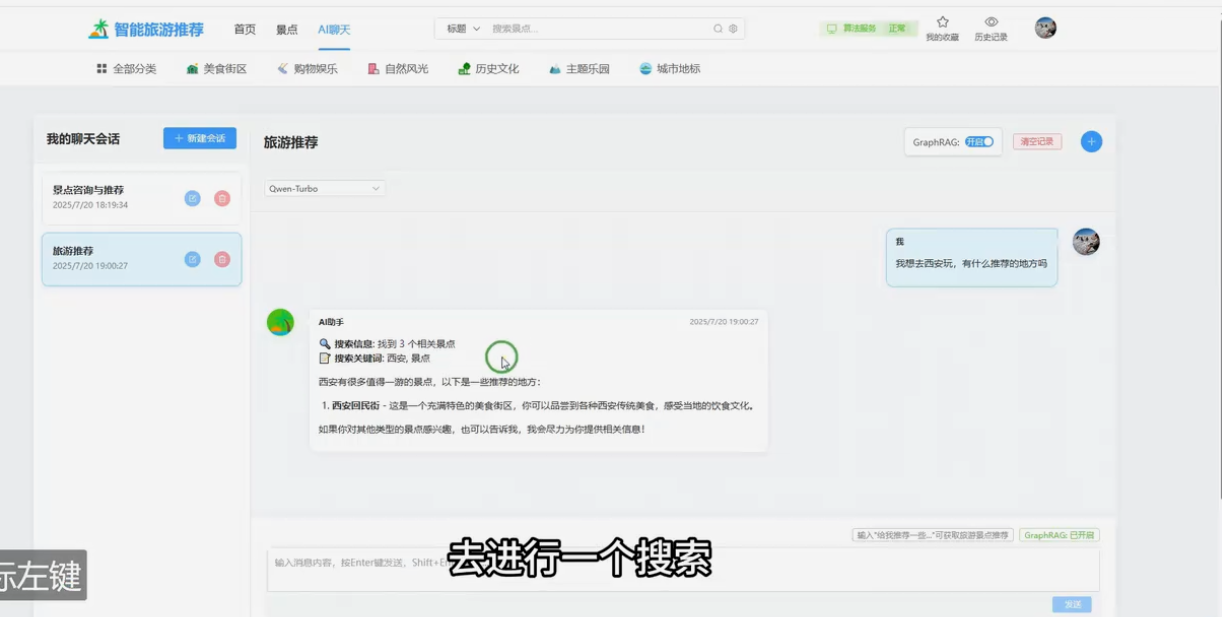 智能旅游推荐 首页 景点 AI聊天 标题 搜索景点... 算法服务 正常 我的收藏 历史记录
全部分类 美食街区 购物娱乐 自然风光 历史文化 主题乐园 城市地标
我的聊天会话 + 新建会话
旅游推荐 GraphRAG: 开启 清空记录
景点咨询与推荐
2025/7/20 18:19:34
Qwen-Turbo
旅游推荐
2025/7/20 19:00:27
我
我想去西安玩，有什么推荐的地方吗
AI助手 2025/7/20 19:00:27
搜索信息: 找到 3 个相关景点
搜索关键词: 西安, 景点
西安有很多值得一游的景点，以下是一些推荐的地方：
1. 西安回民街 - 这是一个充满特色的美食街区，你可以品尝到各种西安传统美食，感受当地的饮食文化。
如果你对其他类型的景点感兴趣，也可以告诉我，我会尽力为你提供相关信息！
输入"给我推荐一些..."可获取旅游景点推荐 GraphRAG: 已开启
输入消息内容，按Enter键发送，Shift+E
去进行一个搜索
标左键
发送